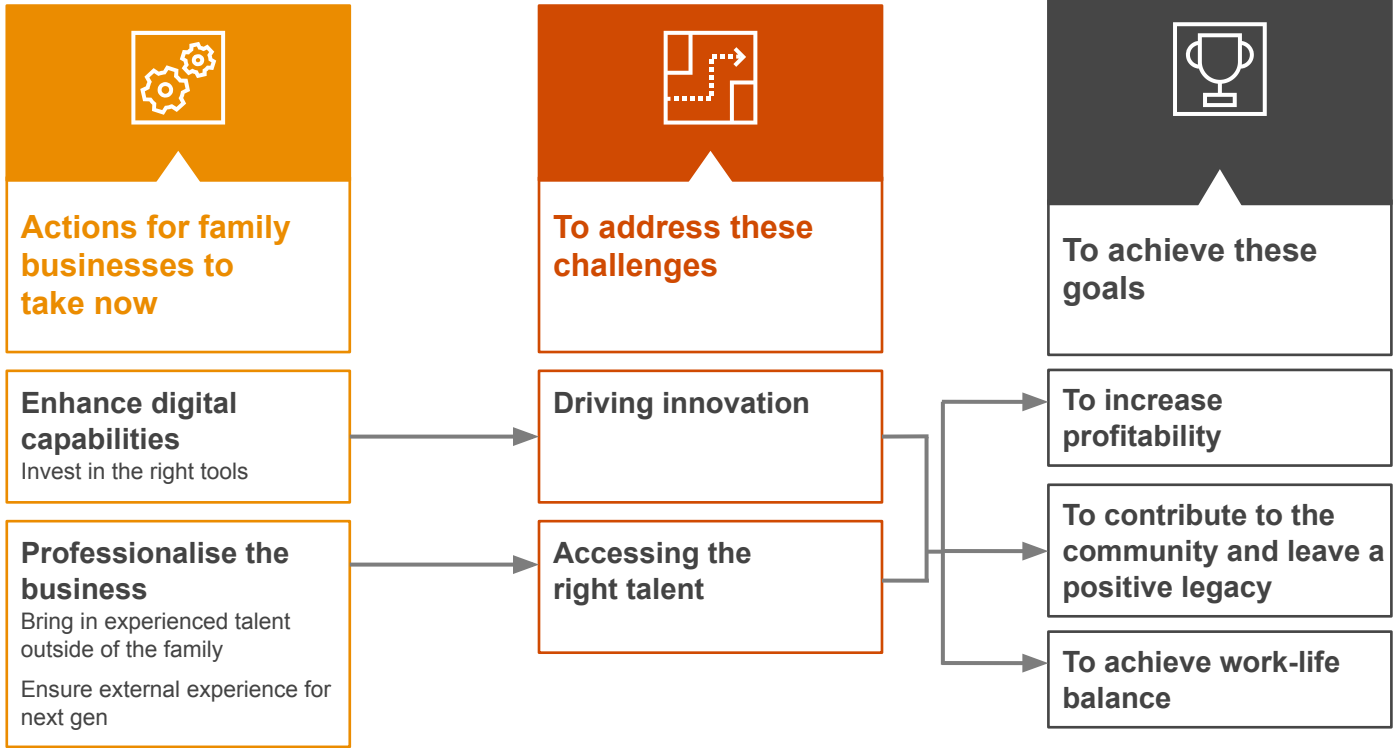 Actions for family
businesses to
take now
To address these
challenges
To achieve these
goals
Enhance digital
capabilities
Invest in the right tools
Driving innovation
To increase
profitability
Professionalise the
business
Bring in experienced talent
outside of the family
Ensure external experience for
next gen
Accessing the
right talent
To contribute to the
community and leave a
positive legacy
To achieve work-life
balance